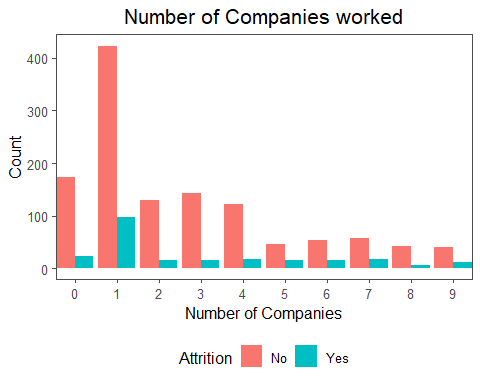 Number of Companies worked
Count
400
300
200
100
0
0 1 2 3 4 5 6 7 8 9
Number of Companies
Attrition No Yes